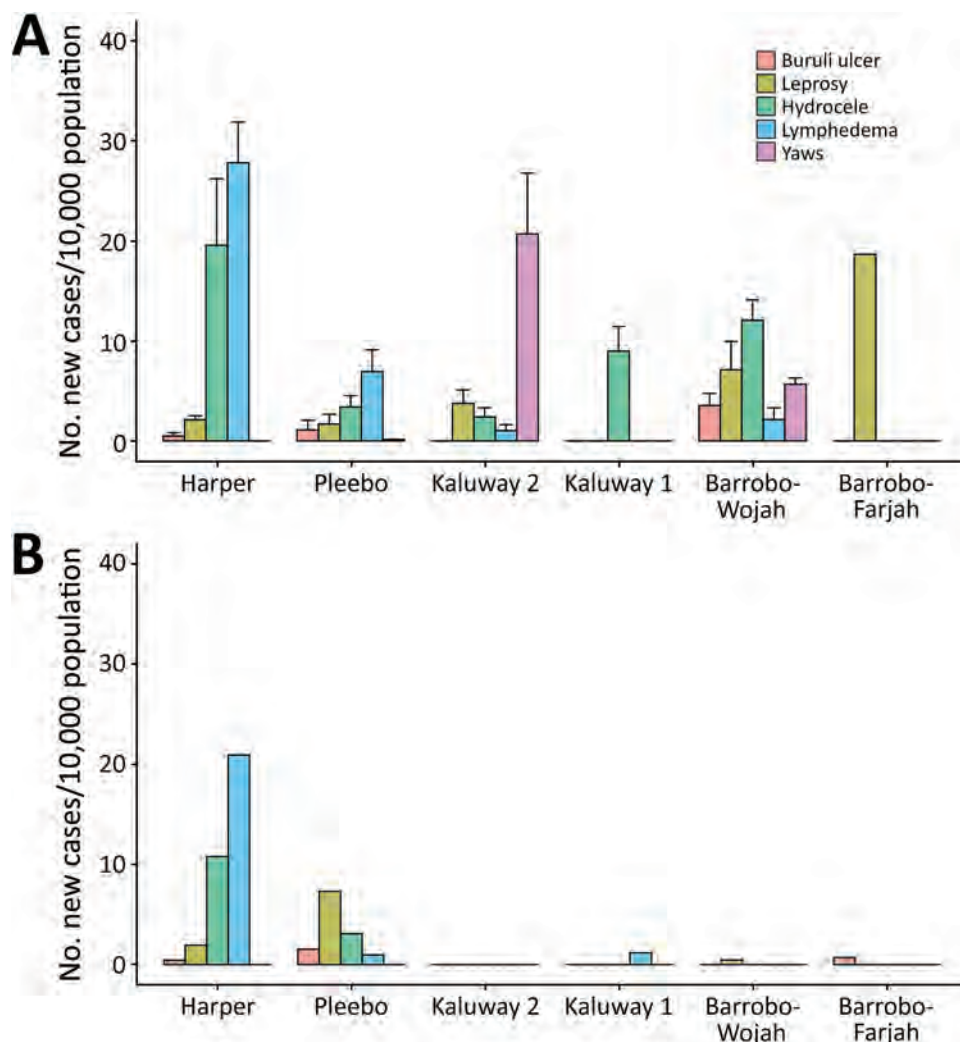 A
No. new cases/10,000 population
40
30
20
10
0
Buruli ulcer
Leprosy
Hydrocele
Lymphedema
Yaws
Harper
Pleebo
Kaluway 2
Kaluway 1
Barrobo-
Wojah
Barrobo-
Farjah
B
No. new cases/10,000 population
40
30
20
10
0
Harper
Pleebo
Kaluway 2
Kaluway 1
Barrobo-
Wojah
Barrobo-
Farjah